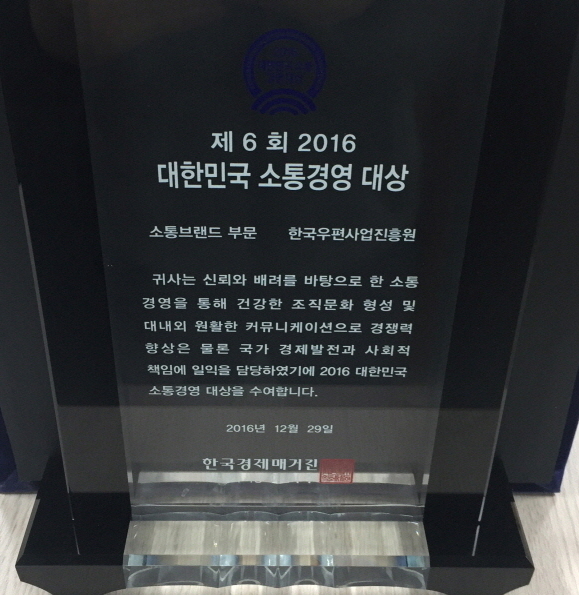 제 6 회 2016
대한민국 소통경영 대상
소통브랜드 부문 한국우편사업진흥원
귀사는 신뢰와 배려를 바탕으로 한 소통
경영을 통해 건강한 조직문화 형성 및
대내외 원활한 커뮤니케이션으로 경쟁력
향상은 물론 국가 경제발전과 사회적
책임에 일익을 담당하였기에 2016 대한민국
소통경영 대상을 수여합니다.
2016년 12월 29일
한국경제매거진